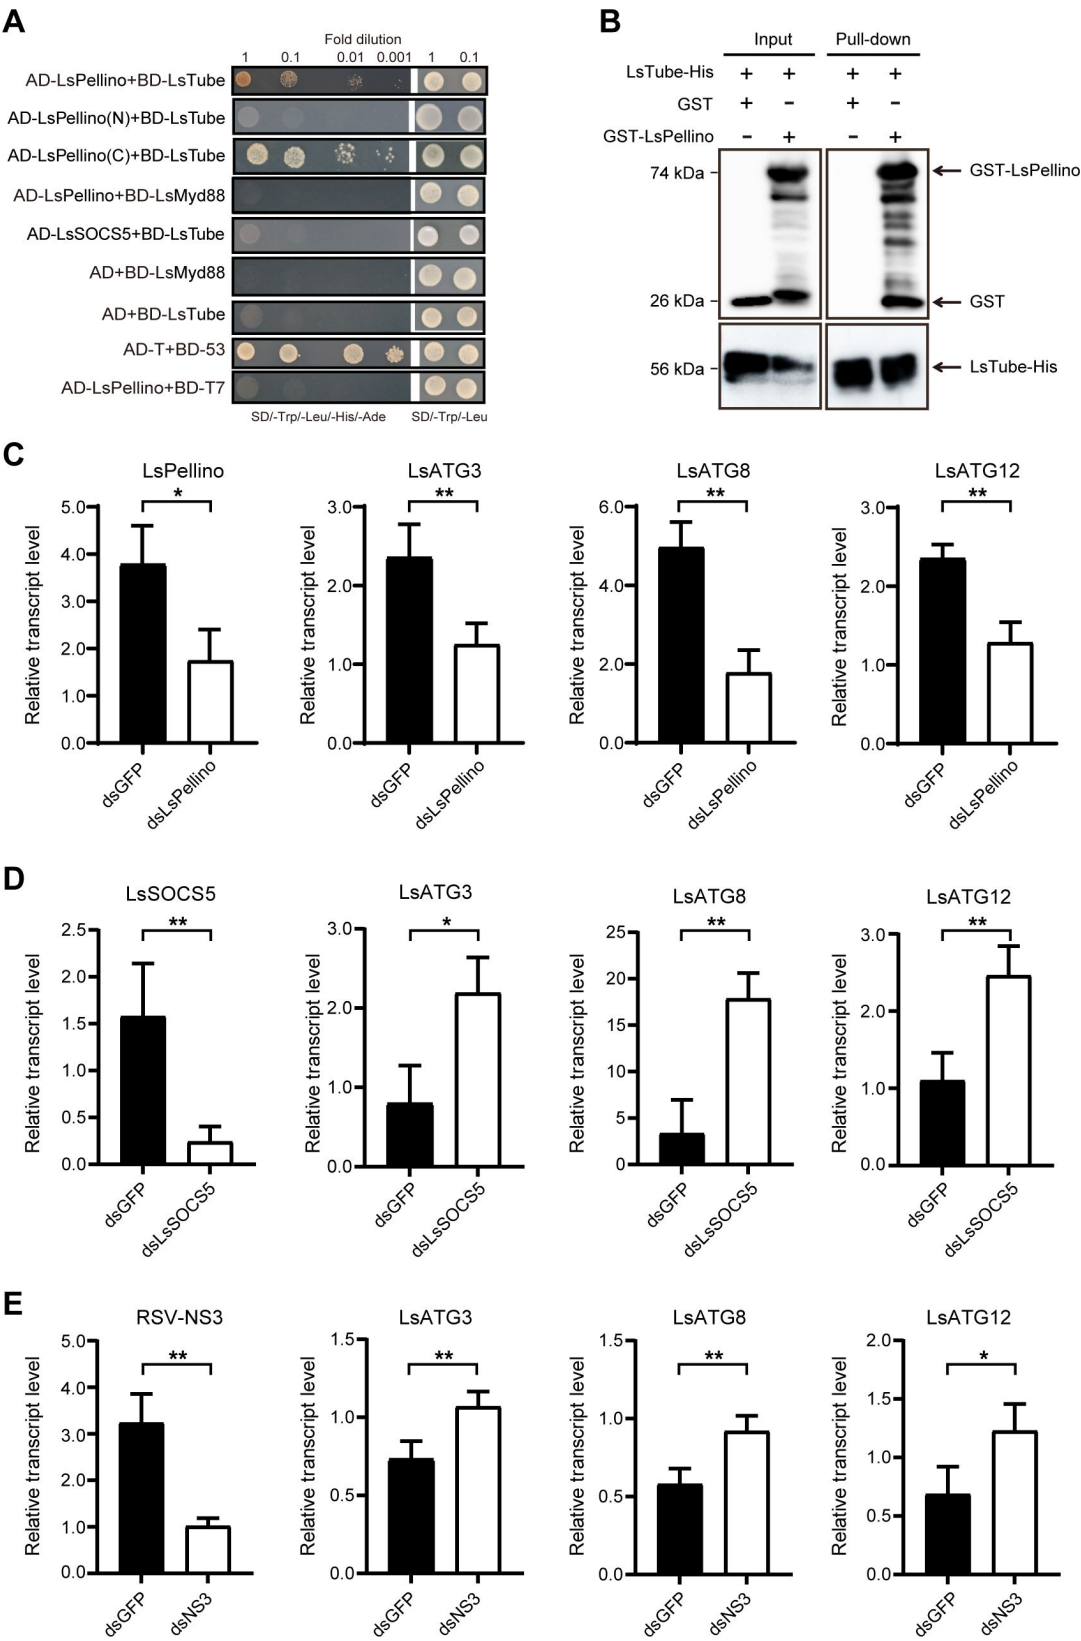 A
Fold dilution
1 0.1 0.01 0.001 1 0.1
AD-LsPellino+BD-LsTube
AD-LsPellino(N)+BD-LsTube
AD-LsPellino(C)+BD-LsTube
AD-LsPellino+BD-LsMyd88
AD-LsSOCS5+BD-LsTube
AD+BD-LsMyd88
AD+BD-LsTube
AD-T+BD-53
AD-LsPellino+BD-T7
SD/-Trp/-Leu/-His/-Ade SD/-Trp/-Leu
B
Input Pull-down
LsTube-His + + + +
GST + - + -
GST-LsPellino - + - +
74 kDa
GST-LsPellino
26 kDa
GST
56 kDa
LsTube-His
C
LsPellino
*
Relative transcript level
5.0
4.0
3.0
2.0
1.0
0.0
dsGFP
dsLsPellino
LsATG3
**
Relative transcript level
3.0
2.0
1.0
0.0
dsGFP
dsLsPellino
LsATG8
**
Relative transcript level
6.0
4.0
2.0
0.0
dsGFP
dsLsPellino
LsATG12
**
Relative transcript level
3.0
2.0
1.0
0.0
dsGFP
dsLsPellino
D
LsSOCS5
**
Relative transcript level
2.5
2.0
1.5
1.0
0.5
0.0
dsGFP
dsLsSOCS5
LsATG3
*
Relative transcript level
3.0
2.0
1.0
0.0
dsGFP
dsLsSOCS5
LsATG8
**
Relative transcript level
25
20
15
10
5
0
dsGFP
dsLsSOCS5
LsATG12
**
Relative transcript level
3.0
2.0
1.0
0.0
dsGFP
dsLsSOCS5
E
RSV-NS3
**
Relative transcript level
5.0
4.0
3.0
2.0
1.0
0.0
dsGFP
dsNS3
LsATG3
**
Relative transcript level
1.5
1.0
0.5
0.0
dsGFP
dsNS3
LsATG8
**
Relative transcript level
1.5
1.0
0.5
0.0
dsGFP
dsNS3
LsATG12
*
Relative transcript level
2.0
1.5
1.0
0.5
0.0
dsGFP
dsNS3